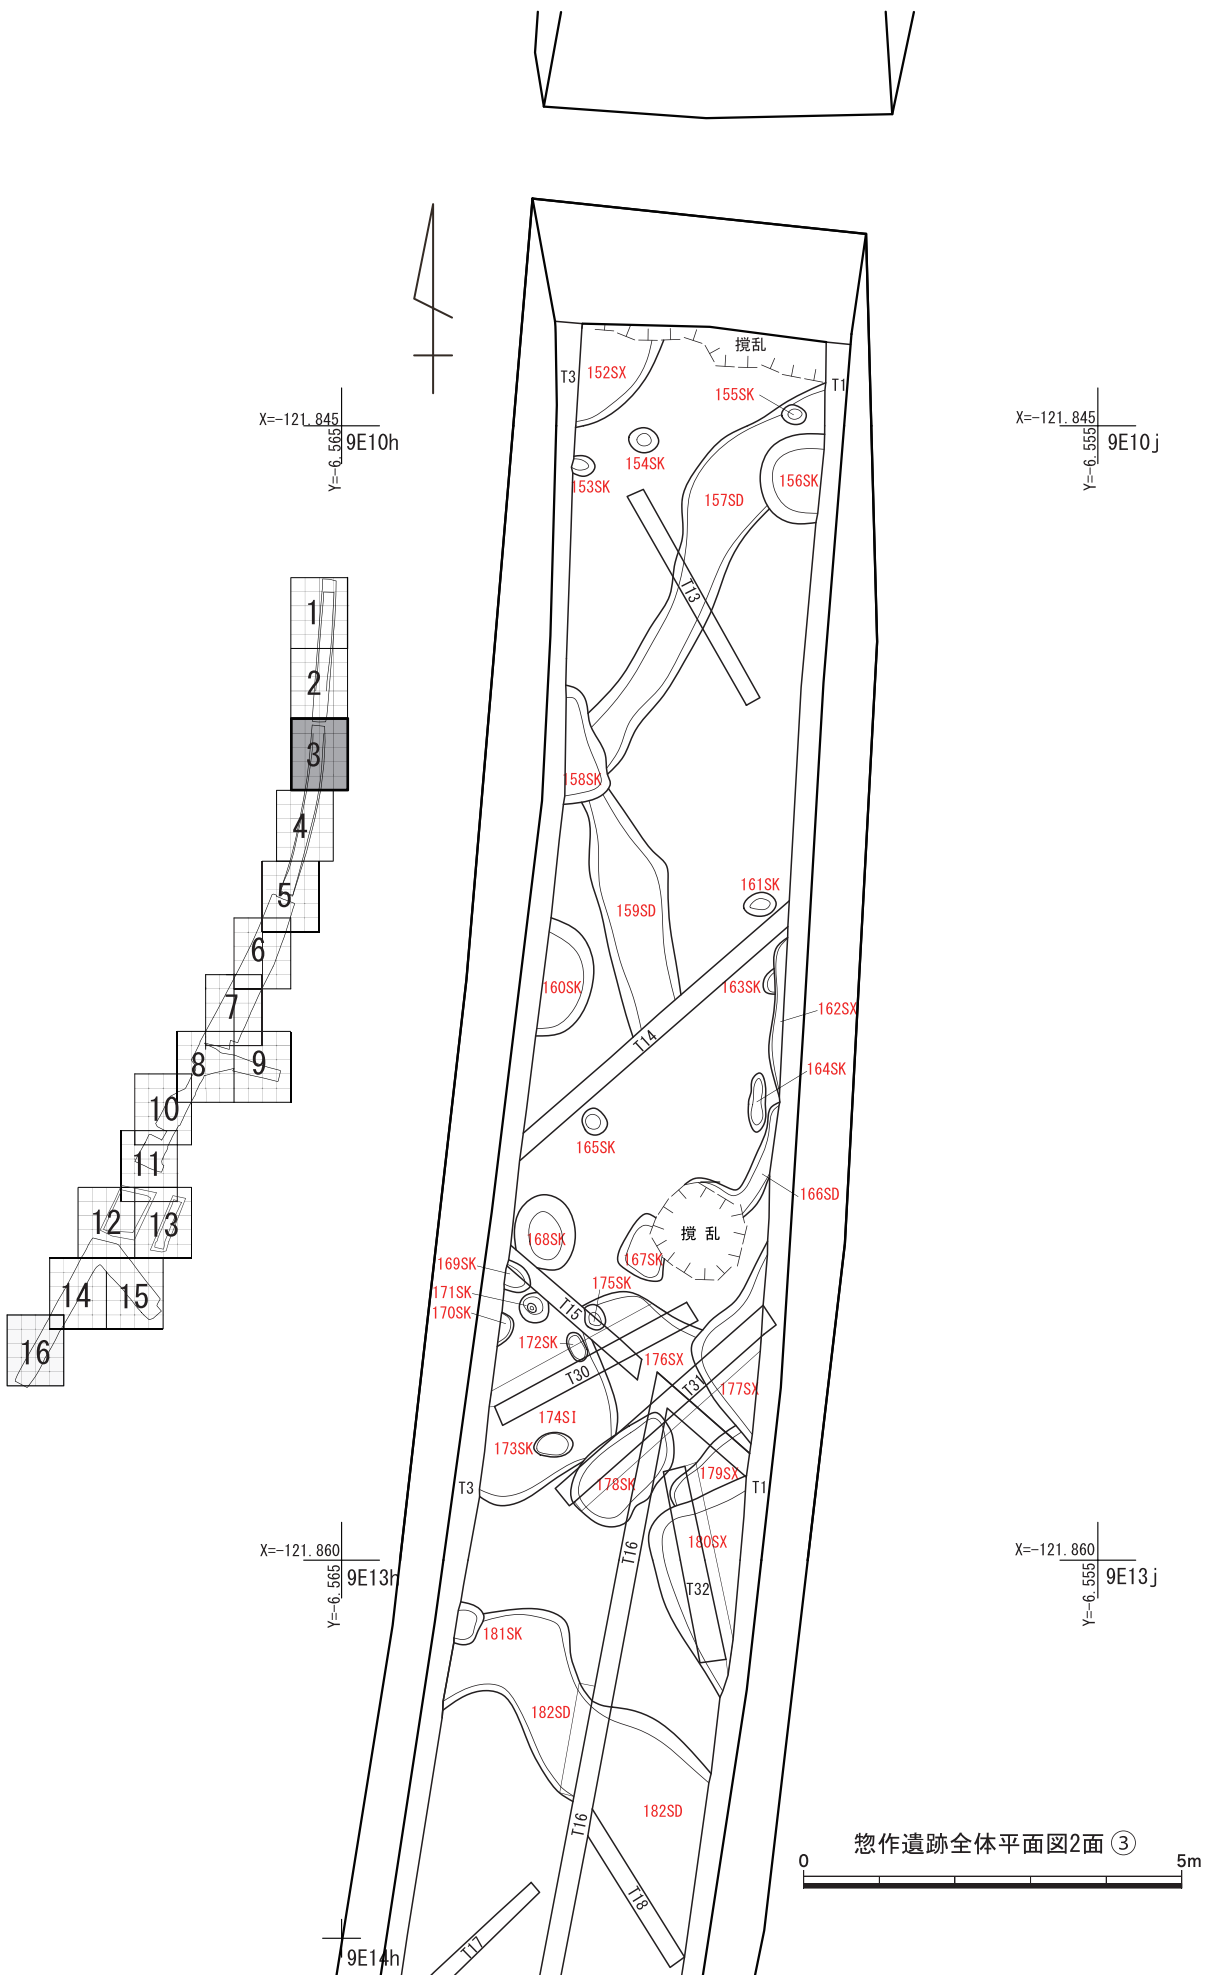 撹乱
T3
152SX
T1
155SK
X=-121.845
Y=-6.565
9E10h
X=-121.845
Y=-6.555
9E10j
154SK
153SK
156SK
157SD
T13
1
2
3
4
5
6
7
8
9
10
11
12
13
14
15
16
158SK
161SK
159SD
160SK
163SK
162SX
T14
164SK
165SK
166SD
168SK
撹乱
167SK
169SK
171SK
175SK
170SK
T15
172SK
176SX
T30
T31
177SX
174SI
173SK
179SX
178SK
T3
T1
180SX
T16
T32
X=-121.860
Y=-6.565
9E13h
X=-121.860
Y=-6.555
9E13j
181SK
182SD
182SD
T16
T18
T17
惣作遺跡全体平面図2面 ③
0
5m
9E14h